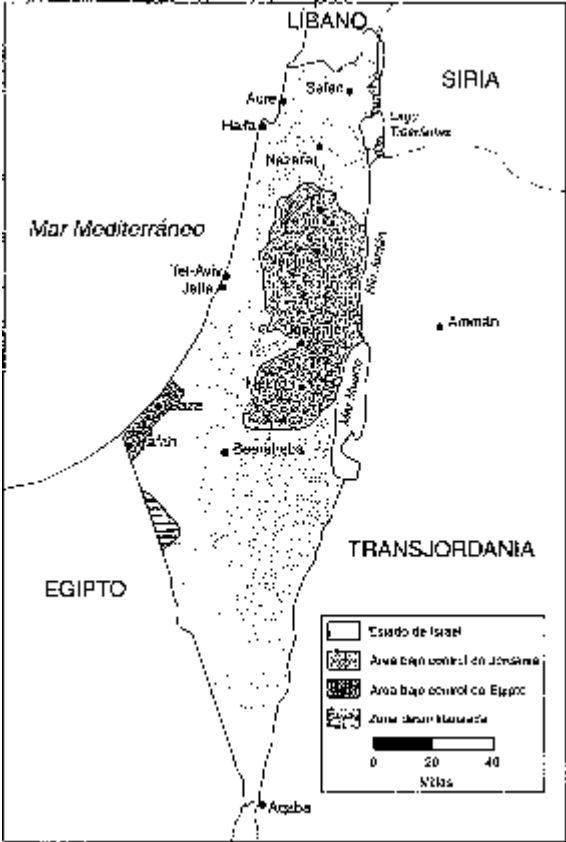 LIBANO
SIRIA
Safed
Acre
Haifa
Lago
Tiberíades
Nazaret
Mar Mediterráneo
Tel-Aviv
Jaffa
Río Jordán
Ammán
Mar Muerto
Gaza
Rafah
Beersheba
TRANSJORDANIA
EGIPTO
Estado de Israel
Area bajo control de Jordania
Area bajo control de Egipto
Zona desmilitarizada
0 20 40
Millas
Aqaba